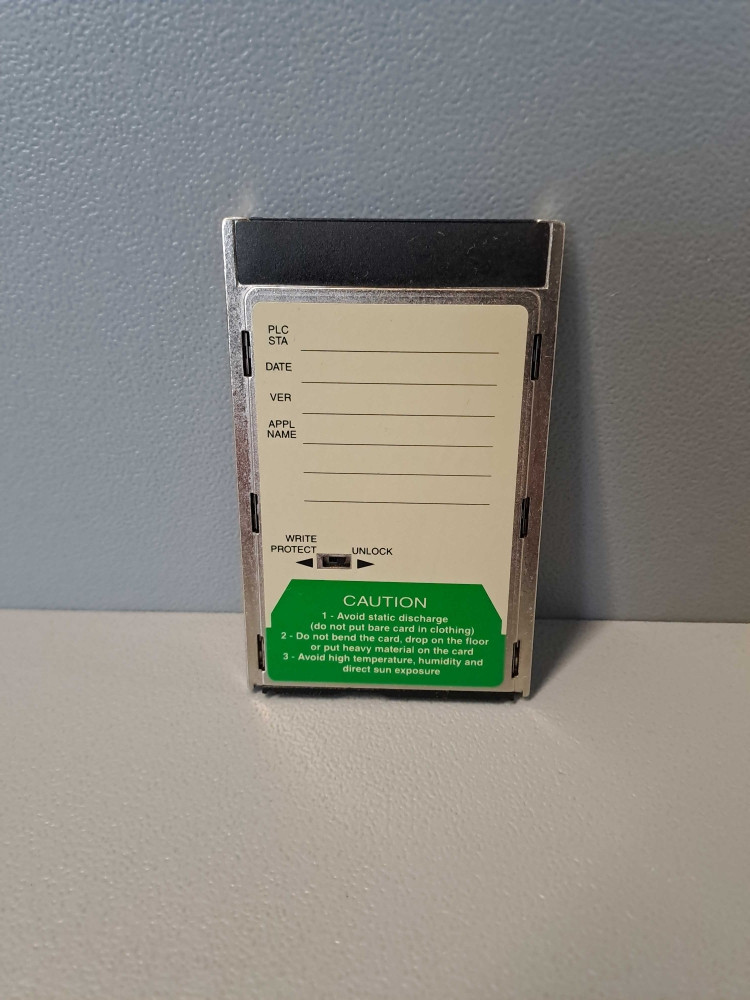 PLC
STA
DATE
VER
APPL
NAME
WRITE
PROTECT
UNLOCK
CAUTION
1 - Avoid static discharge
(do not put bare card in clothing)
2 - Do not bend the card, drop on the floor
or put heavy material on the card
3 - Avoid high temperature, humidity and
direct sun exposure